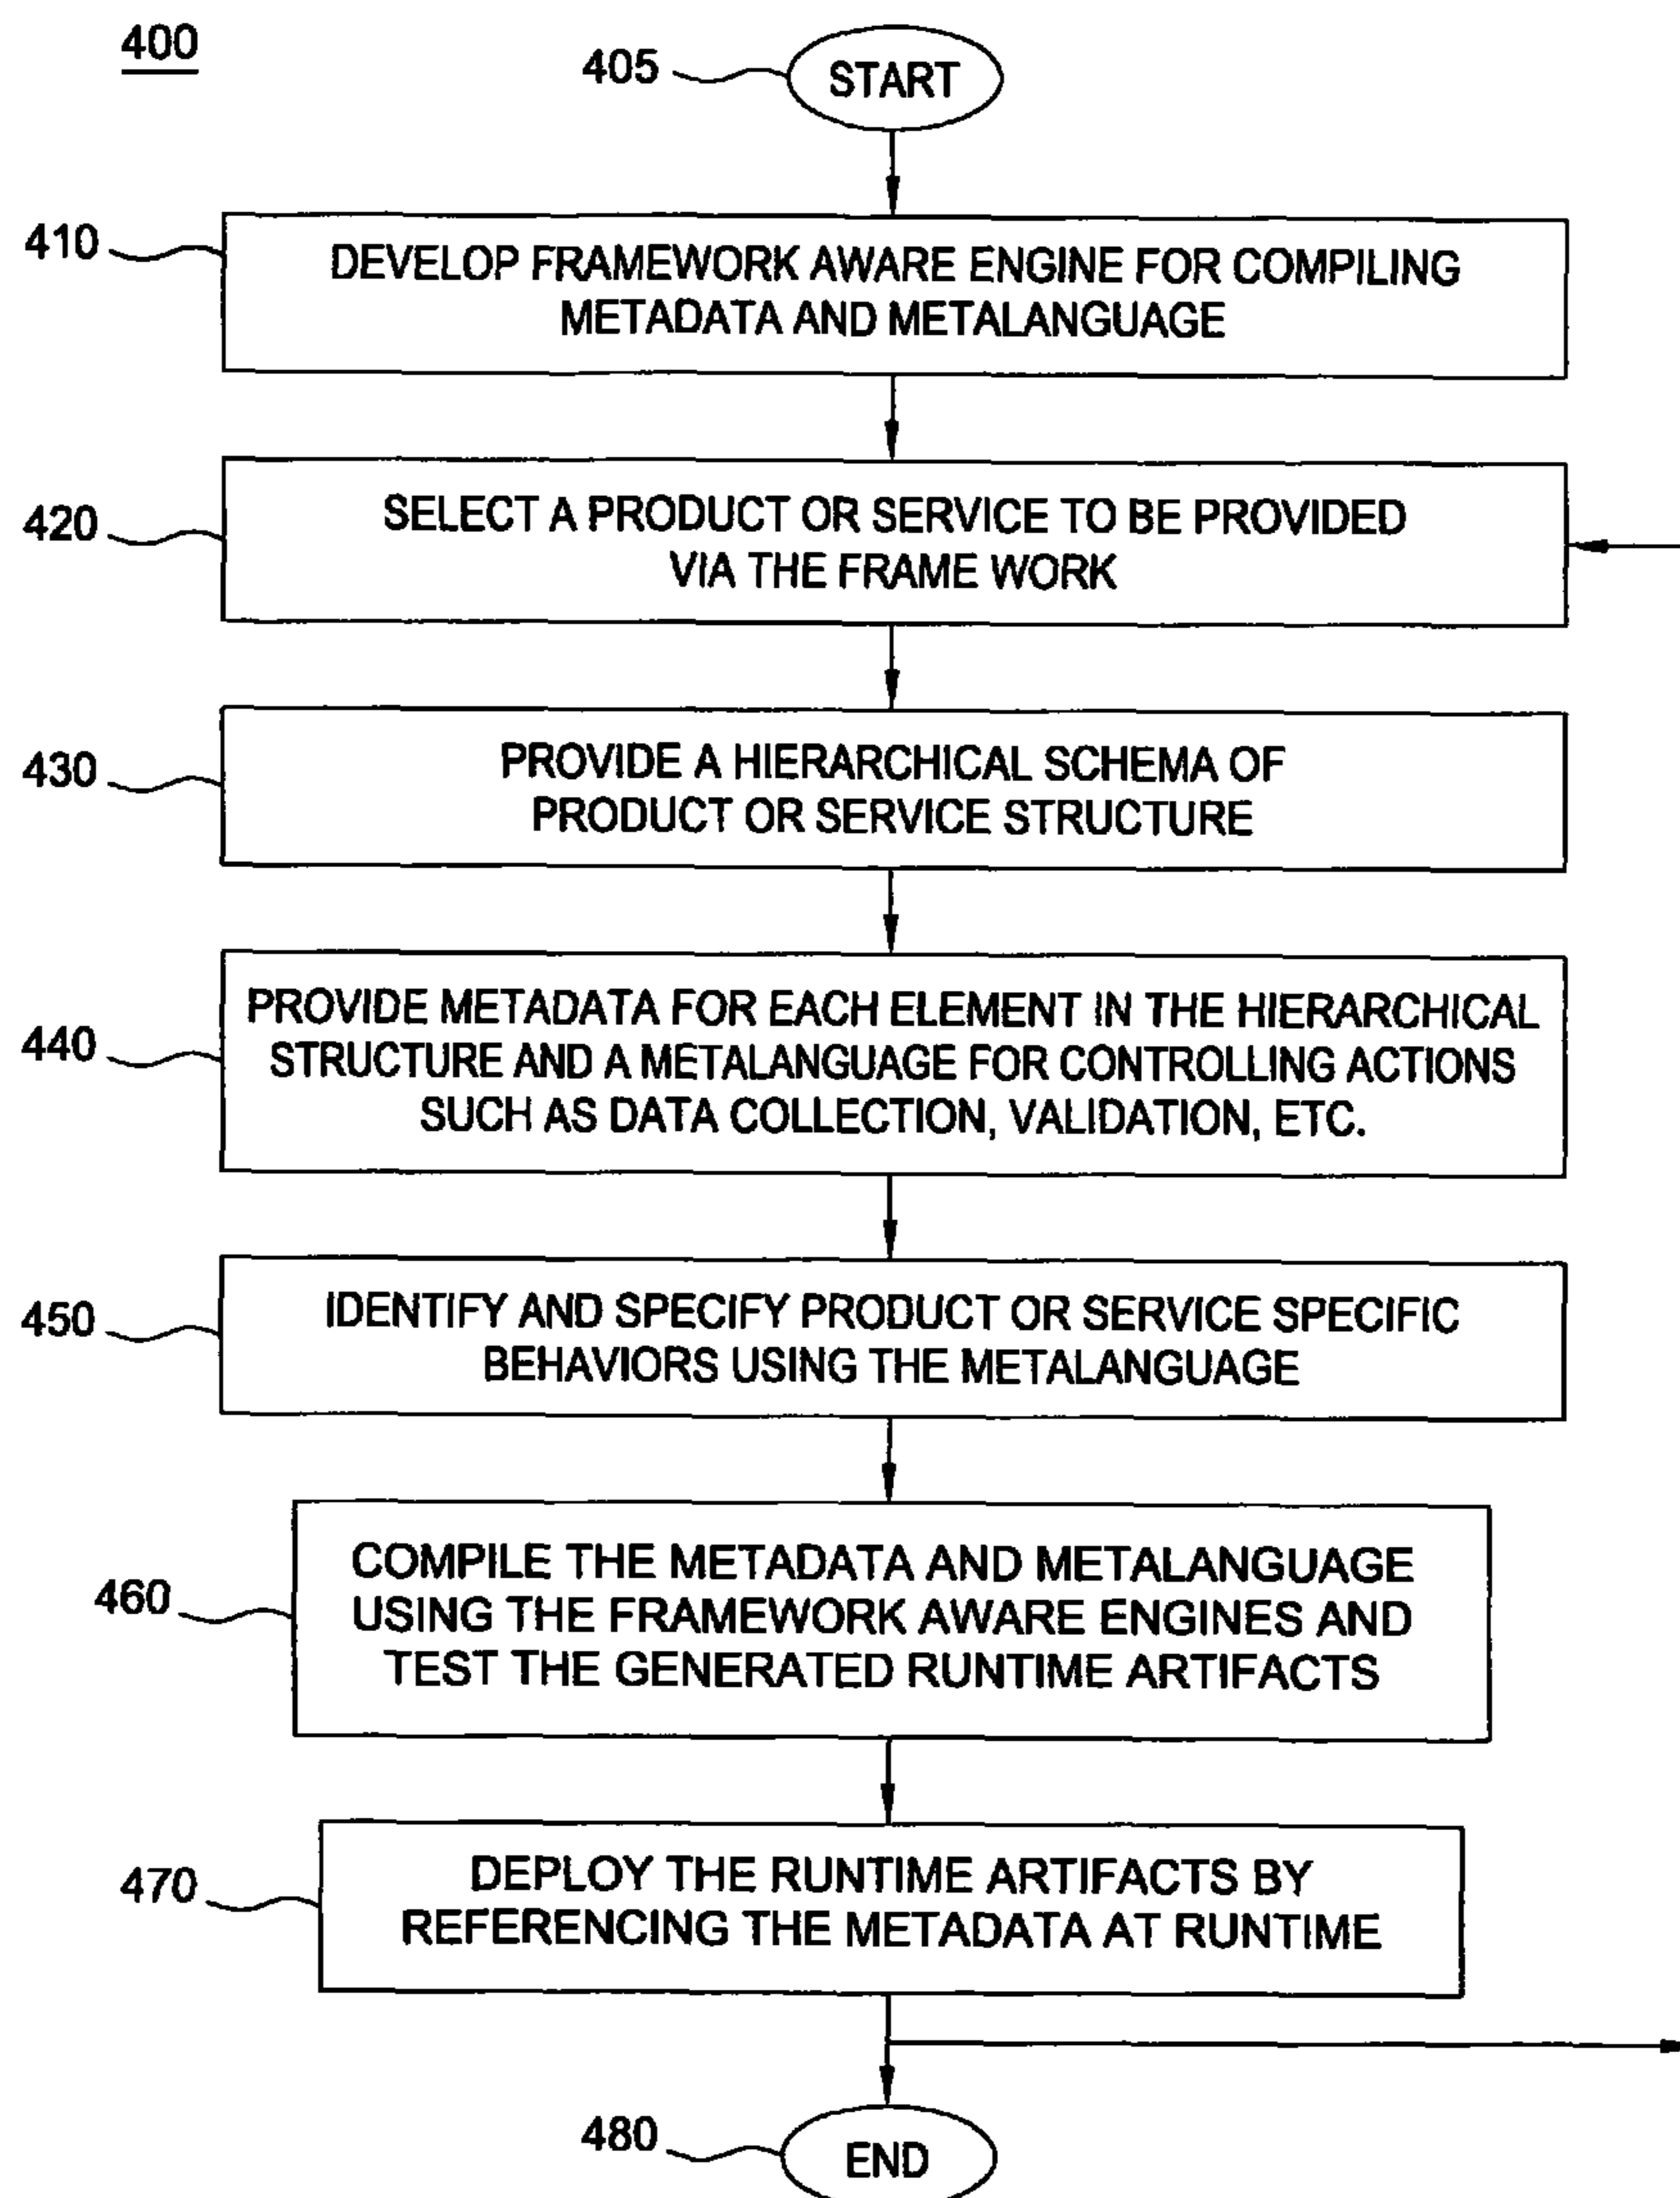 400
405
START
410
DEVELOP FRAMEWORK AWARE ENGINE FOR COMPILING
METADATA AND METALANGUAGE
420
SELECT A PRODUCT OR SERVICE TO BE PROVIDED
VIA THE FRAME WORK
430
PROVIDE A HIERARCHICAL SCHEMA OF
PRODUCT OR SERVICE STRUCTURE
440
PROVIDE METADATA FOR EACH ELEMENT IN THE HIERARCHICAL
STRUCTURE AND A METALANGUAGE FOR CONTROLLING ACTIONS
SUCH AS DATA COLLECTION, VALIDATION, ETC.
450
IDENTIFY AND SPECIFY PRODUCT OR SERVICE SPECIFIC
BEHAVIORS USING THE METALANGUAGE
460
COMPILE THE METADATA AND METALANGUAGE
USING THE FRAMEWORK AWARE ENGINES AND
TEST THE GENERATED RUNTIME ARTIFACTS
470
DEPLOY THE RUNTIME ARTIFACTS BY
REFERENCING THE METADATA AT RUNTIME
480
END